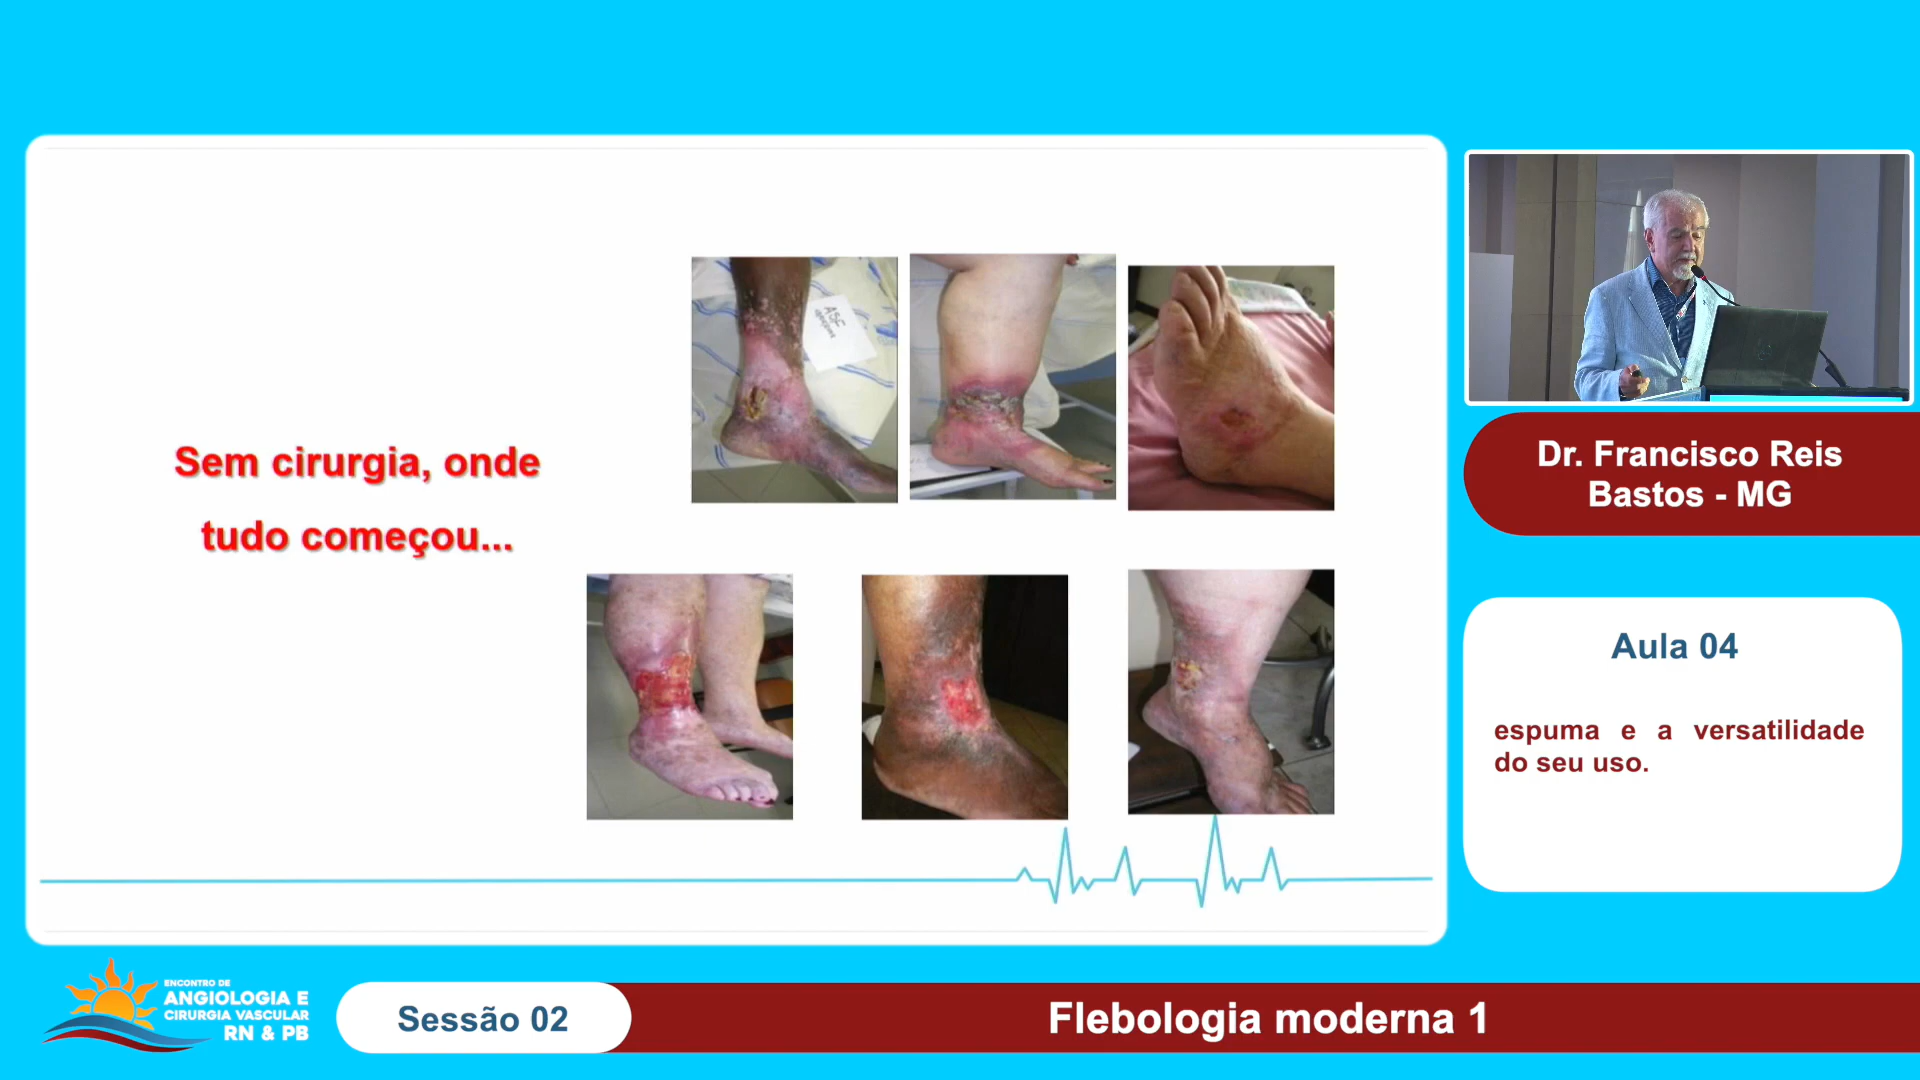 Sem cirurgia, onde
tudo começou...
ASF
Dr. Francisco Reis
Bastos - MG
Aula 04
espuma e a versatilidade
do seu uso.
ENCONTRO DE
ANGIOLOGIA E
CIRURGIA VASCULAR
RN & PB
Sessão 02
Flebologia moderna 1